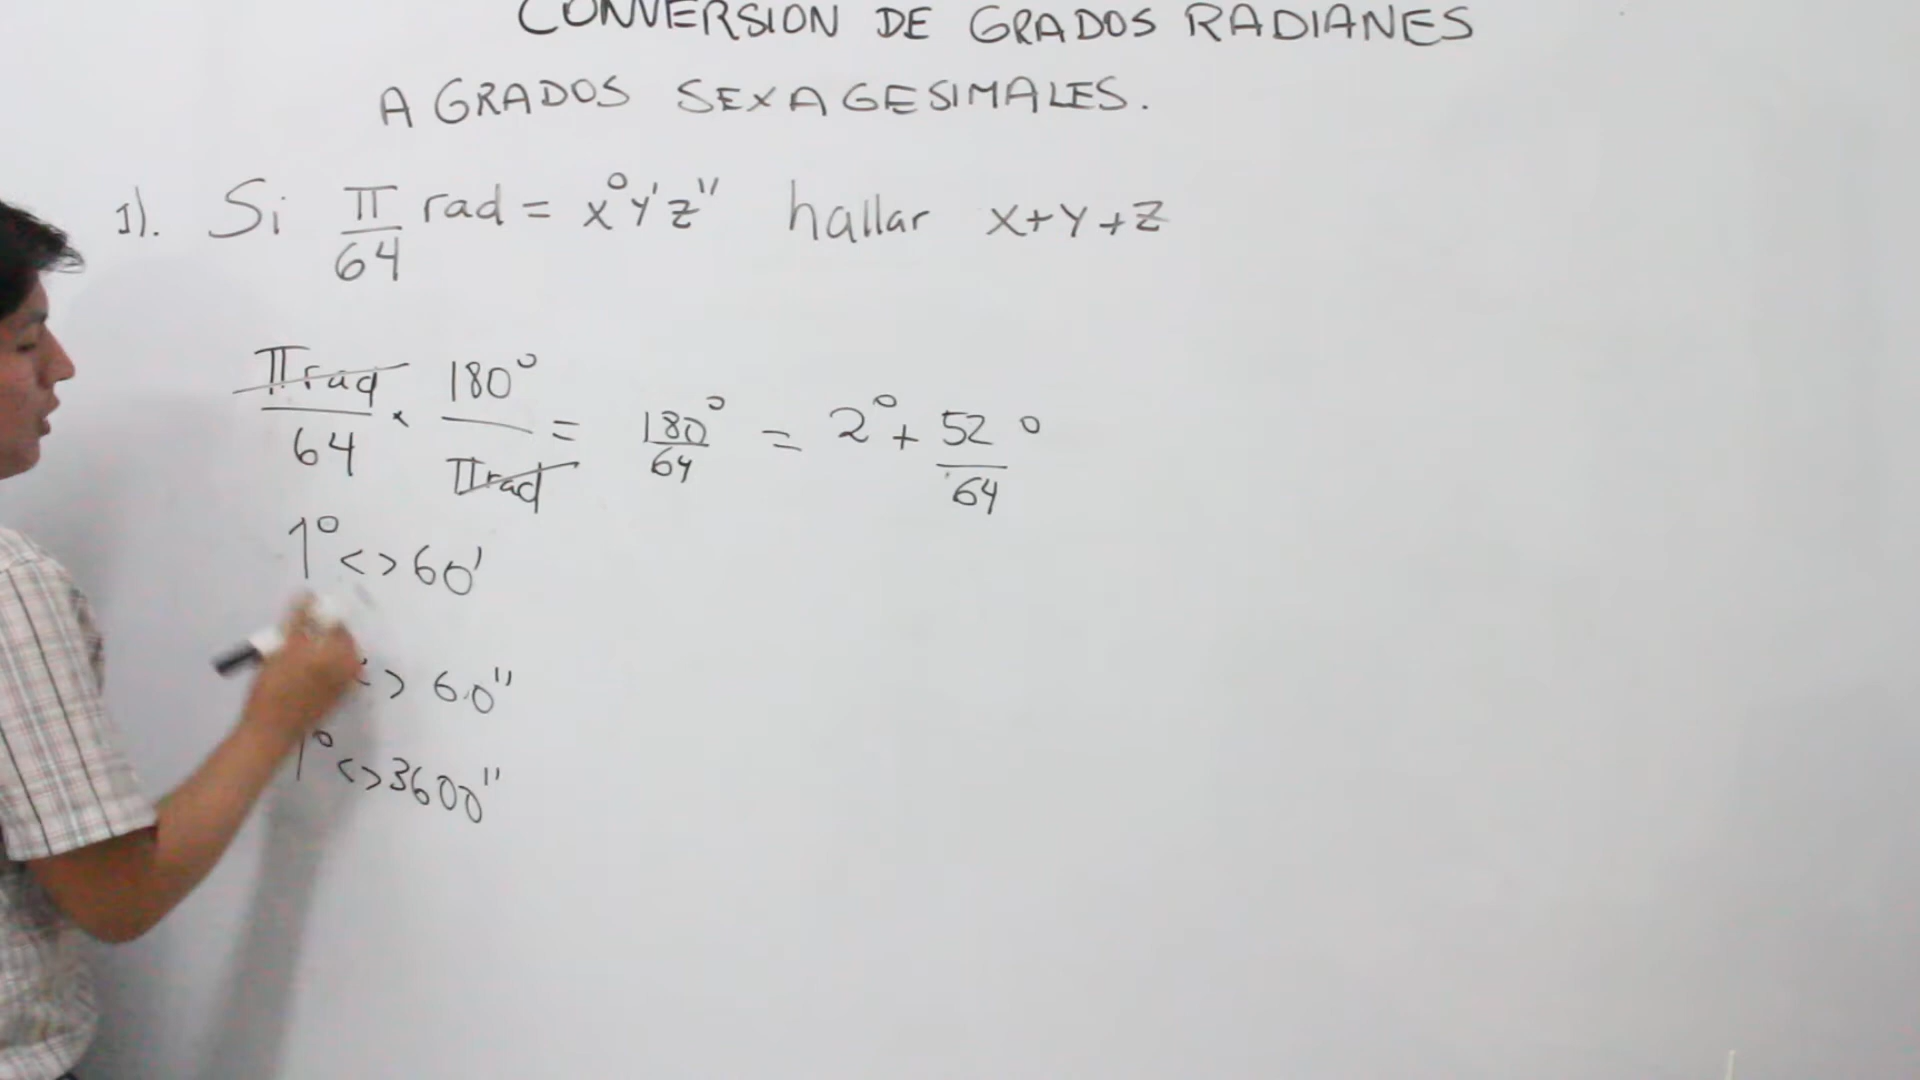 CONVERSION DE GRADOS RADIANES
A GRADOS SEXAGESIMALES.
1). Si π/64 rad = x°y'z" hallar x+y+z
πrad/64 × 180°/πrad = 180°/64 = 2° + 52°/64
1° <> 60'
<> 60"
1° <> 3600"